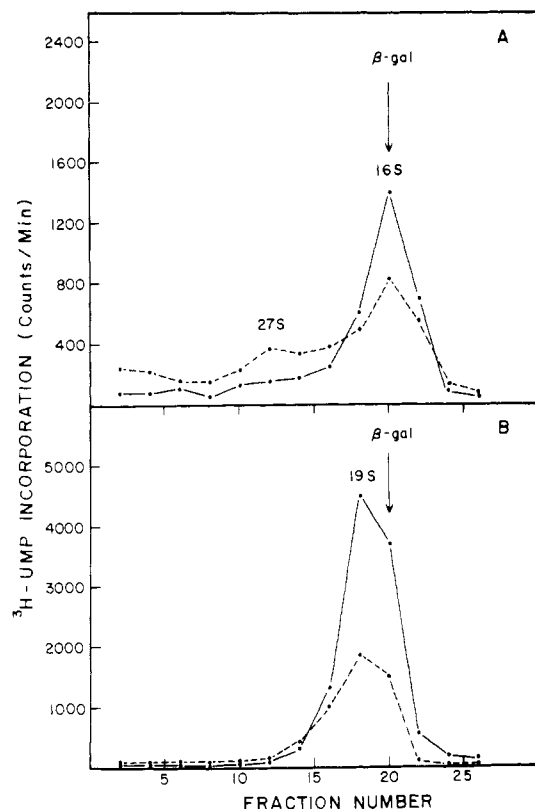 A
2400
β-gal
2000
16S
1600
1200
800
27S
400
³H-UMP INCORPORATION (Counts/Min)
B
β-gal
19S
5000
4000
3000
2000
1000
5 10 15 20 25
FRACTION NUMBER